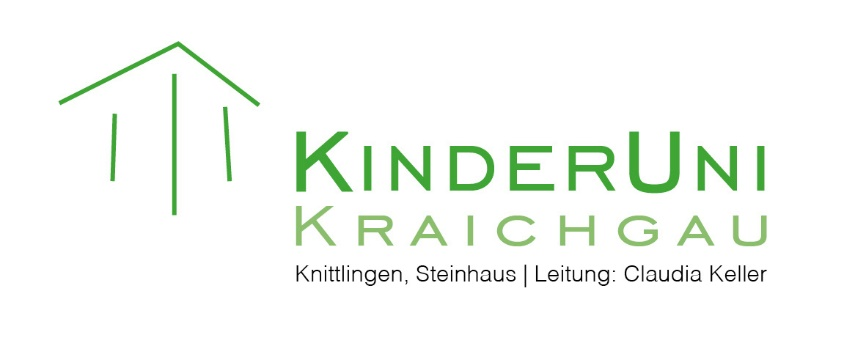 KINDERUNI
KRAICHGAU
Knittlingen, Steinhaus | Leitung: Claudia Keller